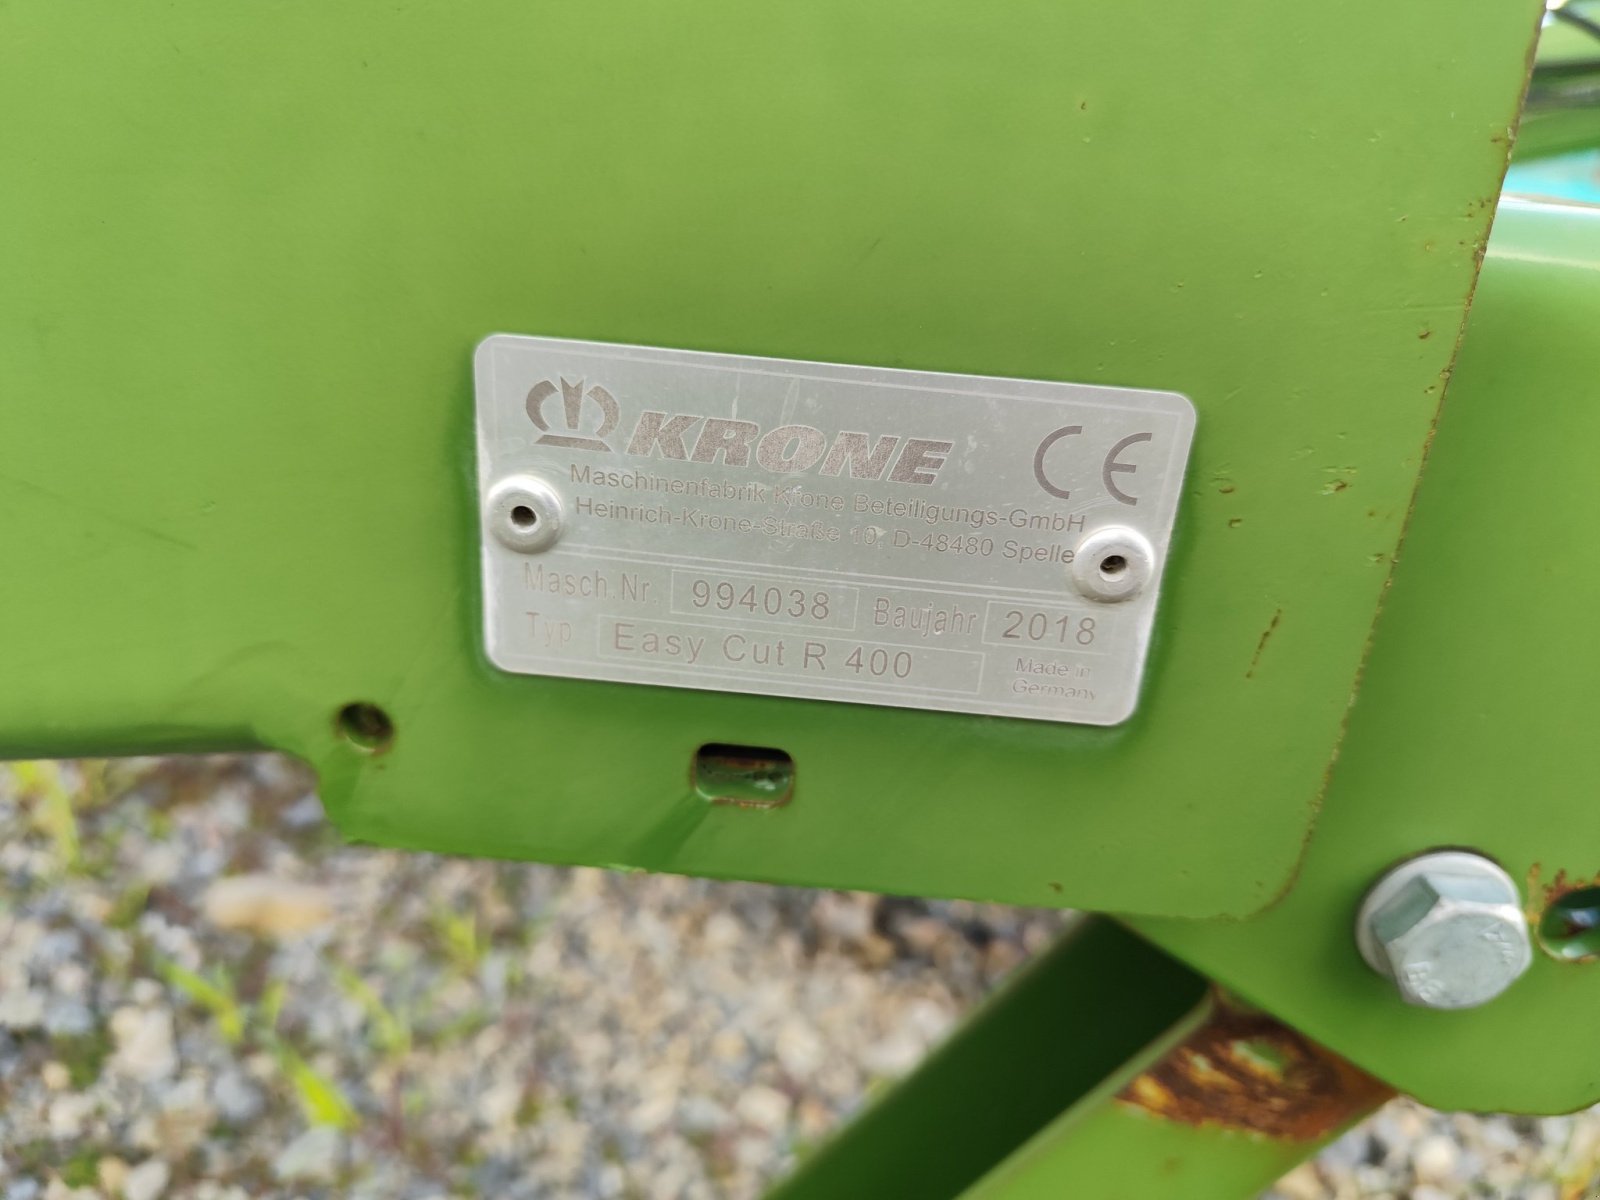 KRONE CE
Maschinenfabrik Krone Beteiligungs-GmbH
Heinrich-Krone-Straße 10, D-48480 Spelle
Masch.Nr. 994038 Baujahr 2018
Typ Easy Cut R 400
Made in
Germany